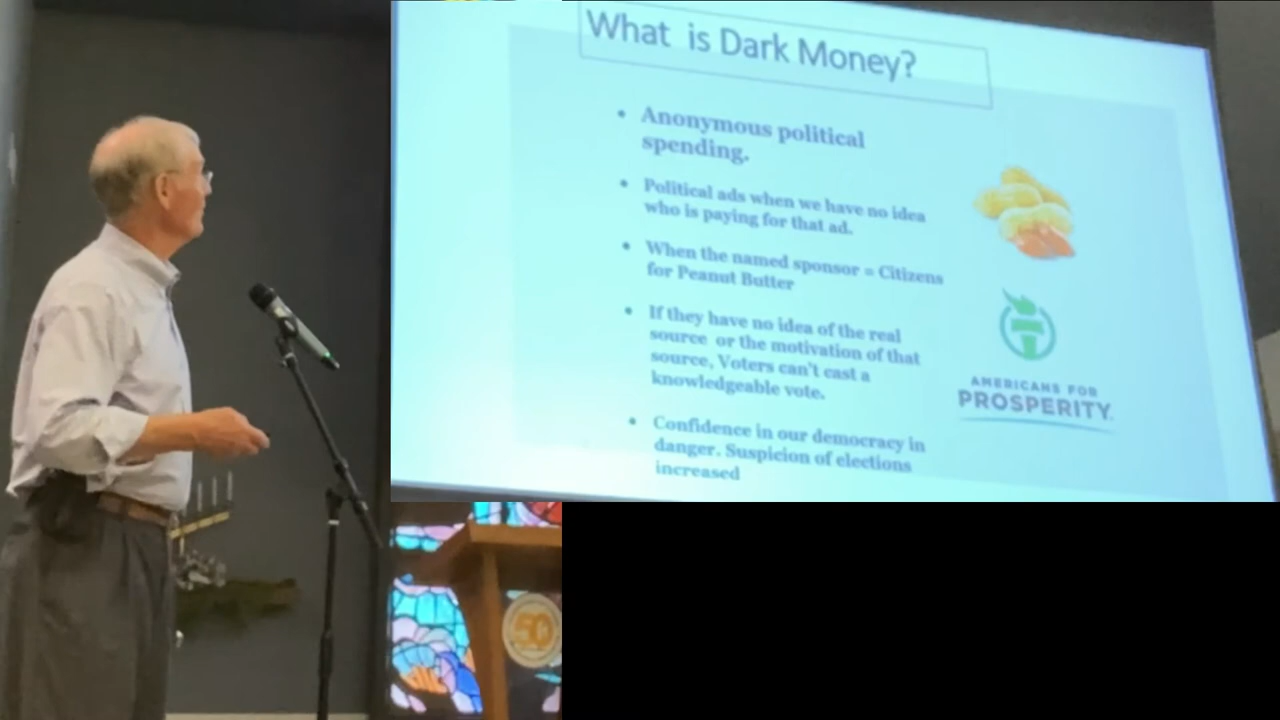 What is Dark Money?
• Anonymous political
spending.
• Political ads when we have no idea
who is paying for that ad.
• When the named sponsor = Citizens
for Peanut Butter
• If they have no idea of the real
source or the motivation of that
source, Voters can't cast a
knowledgeable vote.
• Confidence in our democracy in
danger. Suspicion of elections
increased
AMERICANS FOR
PROSPERITY.
50